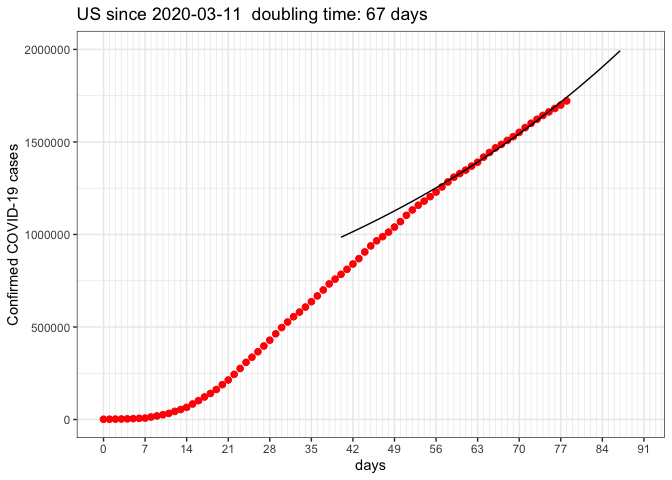 US since 2020-03-11  doubling time: 67 days
Confirmed COVID-19 cases
2000000
1500000
1000000
500000
0
0 7 14 21 28 35 42 49 56 63 70 77 84 91
days